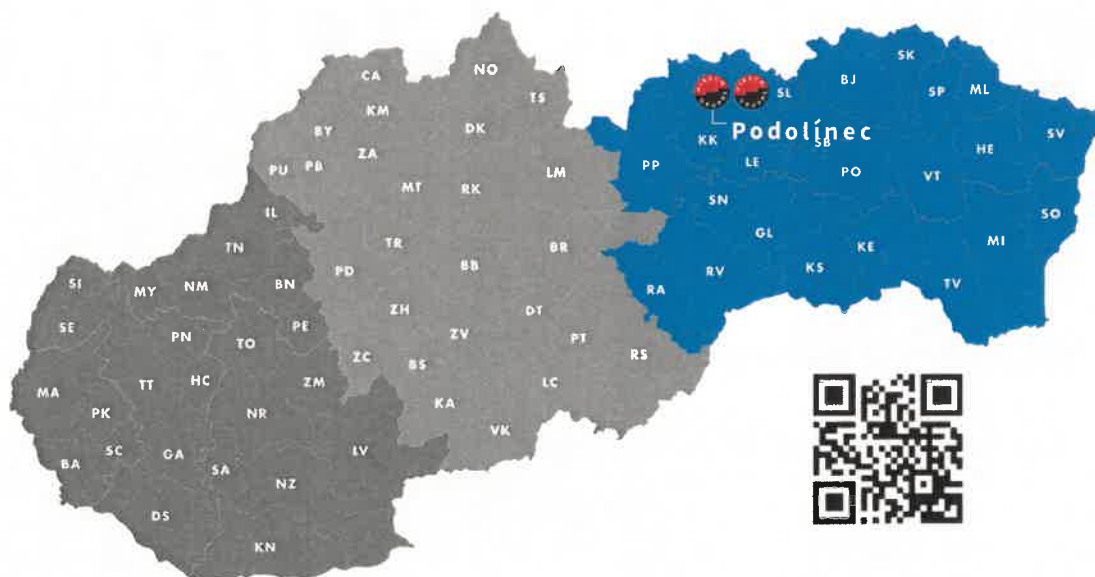 NO
SK
CA
BJ
SL
SP
ML
TS
KM
BY
DK
Podolínec
SV
KK
SB
HE
ZA
LE
PU
PB
PP
LM
PO
VT
MT
RK
SN
IL
SO
TN
TR
BR
GL
KE
MI
BB
PD
RV
KS
SI
MY
NM
BN
RA
TV
ZH
DT
SE
PE
PN
TO
ZV
PT
RS
ZC
BS
MA
TT
HC
ZM
LC
PK
NR
KA
VK
BA
SC
GA
SA
LV
NZ
DS
KN